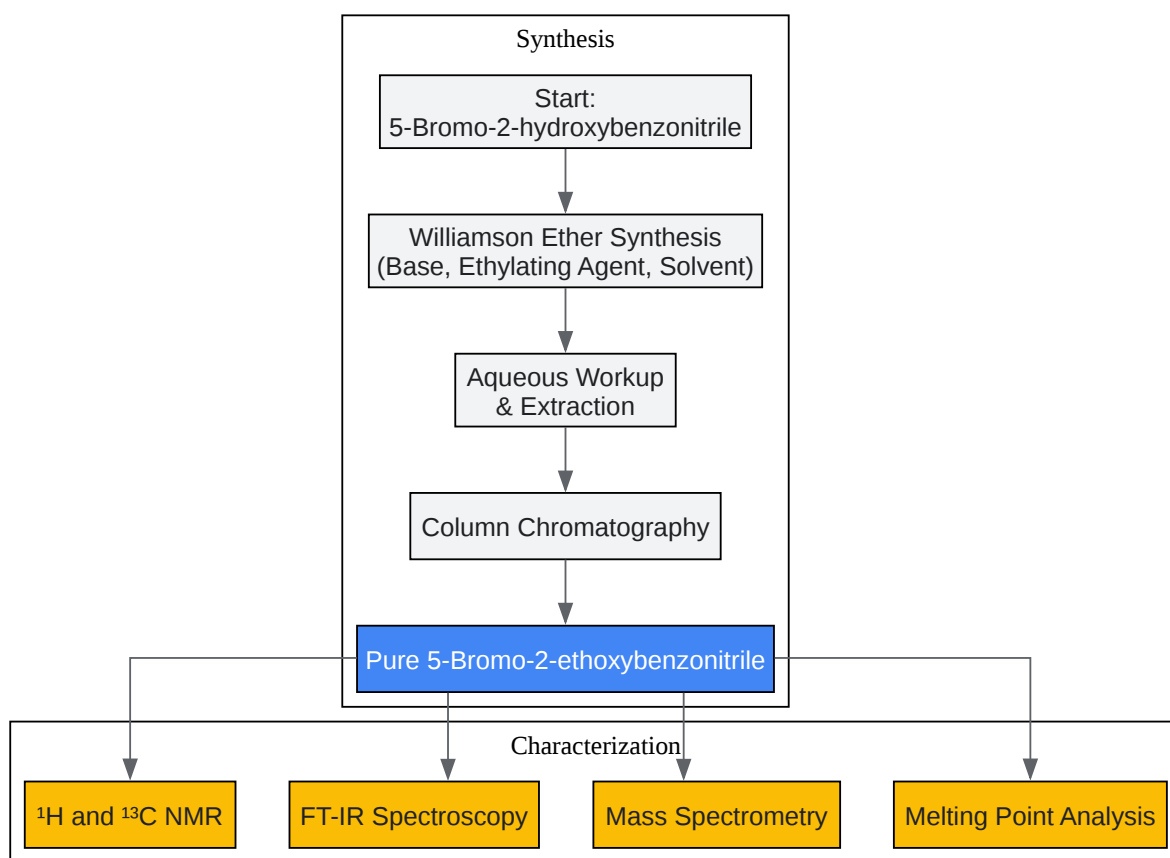 Synthesis
Start:
5-Bromo-2-hydroxybenzonitrile
Williamson Ether Synthesis
(Base, Ethylating Agent, Solvent)
Aqueous Workup
& Extraction
Column Chromatography
Pure 5-Bromo-2-ethoxybenzonitrile
Characterization
¹H and ¹³C NMR
FT-IR Spectroscopy
Mass Spectrometry
Melting Point Analysis